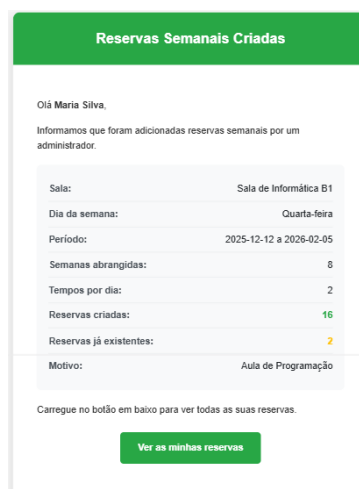 Reservas Semanais Criadas
Olá Maria Silva,
Informamos que foram adicionadas reservas semanais por um
administrador.
Sala: Sala de Informática B1
Dia da semana: Quarta-feira
Período: 2025-12-12 a 2026-02-05
Semanas abrangidas: 8
Tempos por dia: 2
Reservas criadas: 16
Reservas já existentes: 2
Motivo: Aula de Programação
Carregue no botão em baixo para ver todas as suas reservas.
Ver as minhas reservas